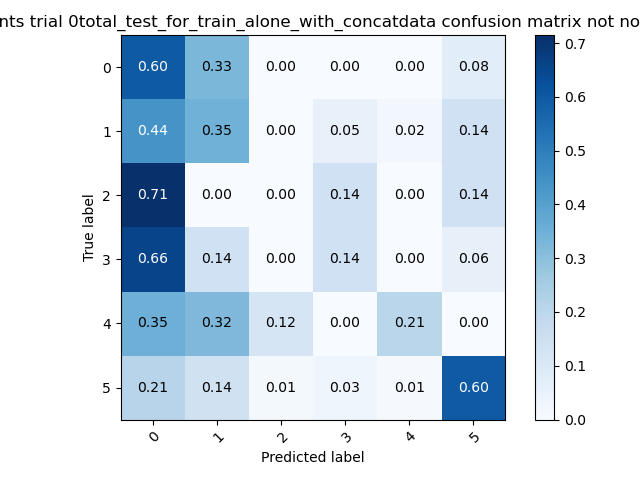 nts trial 0total_test_for_train_alone_with_concatdata confusion matrix not no
0 0.60 0.33 0.00 0.00 0.00 0.08
1 0.44 0.35 0.00 0.05 0.02 0.14
2 0.71 0.00 0.00 0.14 0.00 0.14
3 0.66 0.14 0.00 0.14 0.00 0.06
4 0.35 0.32 0.12 0.00 0.21 0.00
5 0.21 0.14 0.01 0.03 0.01 0.60
0 1 2 3 4 5
True label
Predicted label
0.7
0.6
0.5
0.4
0.3
0.2
0.1
0.0